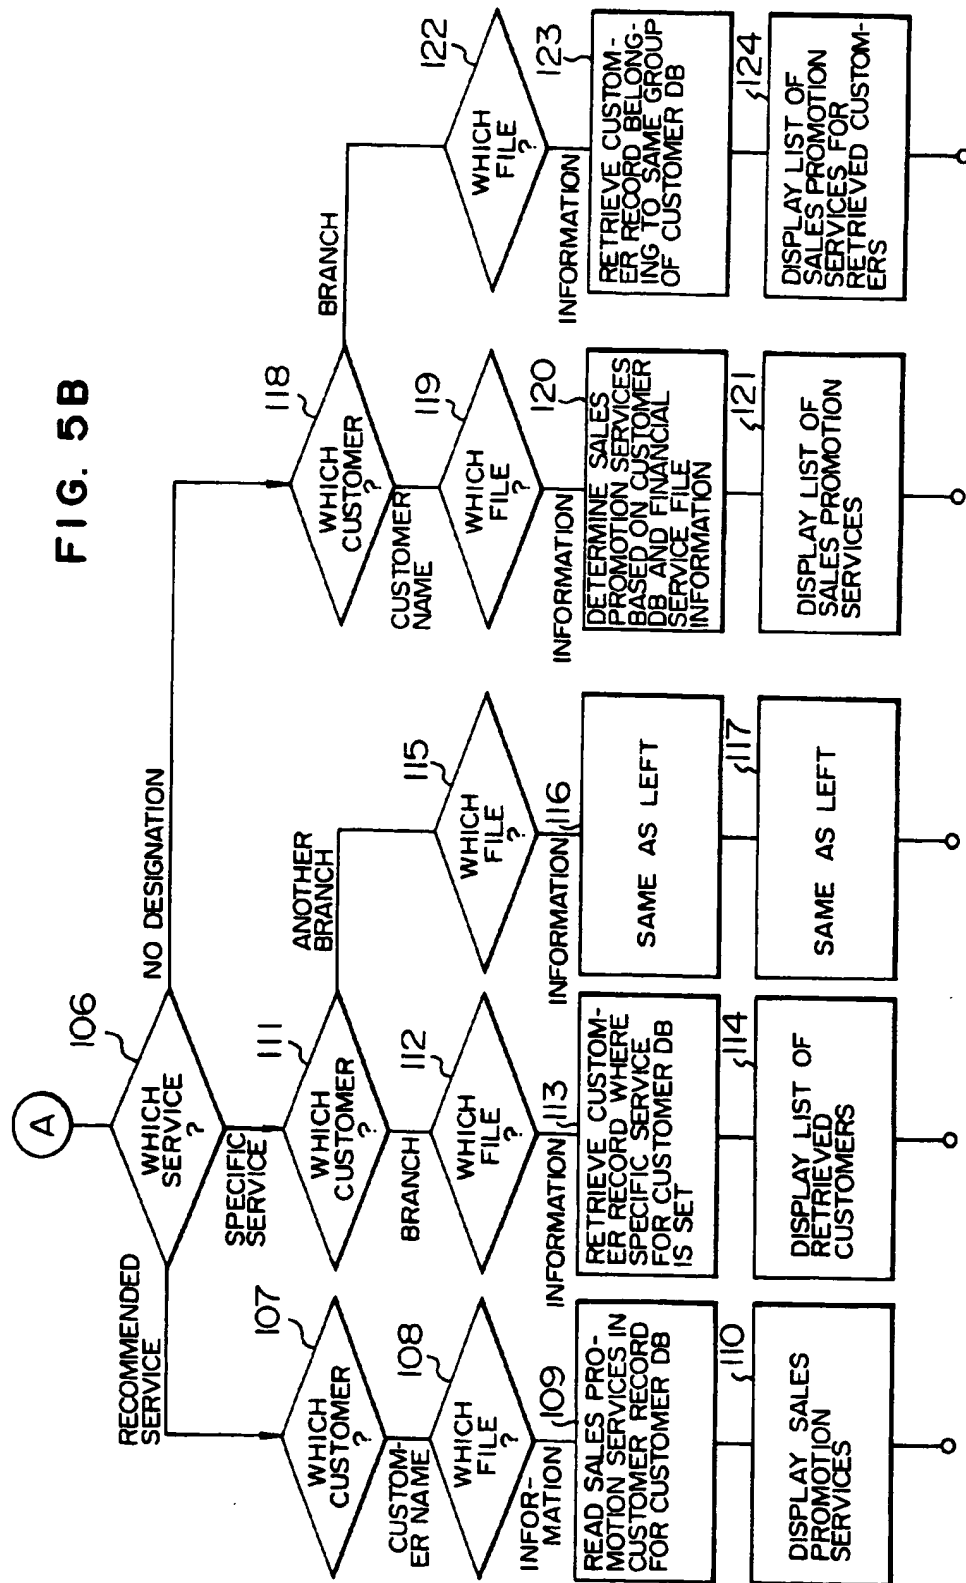 FIG. 5B
A
106
WHICH
SERVICE
?
RECOMMENDED
SERVICE
SPECIFIC
SERVICE
NO DESIGNATION
107
WHICH
CUSTOMER
?
CUSTOM-
ER NAME
108
WHICH
FILE
?
INFOR-
MATION
109
READ SALES PRO-
MOTION SERVICES IN
CUSTOMER RECORD
FOR CUSTOMER DB
110
DISPLAY SALES
PROMOTION
SERVICES
111
WHICH
CUSTOMER
?
BRANCH
ANOTHER
BRANCH
112
WHICH
FILE
?
INFORMATION
113
RETRIEVE CUSTOM-
ER RECORD WHERE
SPECIFIC SERVICE
FOR CUSTOMER DB
IS SET
114
DISPLAY LIST OF
RETRIEVED
CUSTOMERS
115
WHICH
FILE
?
INFORMATION
116
SAME AS LEFT
117
SAME AS LEFT
118
WHICH
CUSTOMER
?
CUSTOMER
NAME
BRANCH
119
WHICH
FILE
?
INFORMATION
120
DETERMINE SALES
PROMOTION SERVICES
BASED ON CUSTOMER
DB AND FINANCIAL
SERVICE FILE
INFORMATION
121
DISPLAY LIST OF
SALES PROMOTION
SERVICES
122
WHICH
FILE
?
INFORMATION
123
RETRIEVE CUSTOM-
ER RECORD BELONG-
ING TO SAME GROUP
OF CUSTOMER DB
124
DISPLAY LIST OF
SALES PROMOTION
SERVICES FOR
RETRIEVED CUSTOM-
ERS